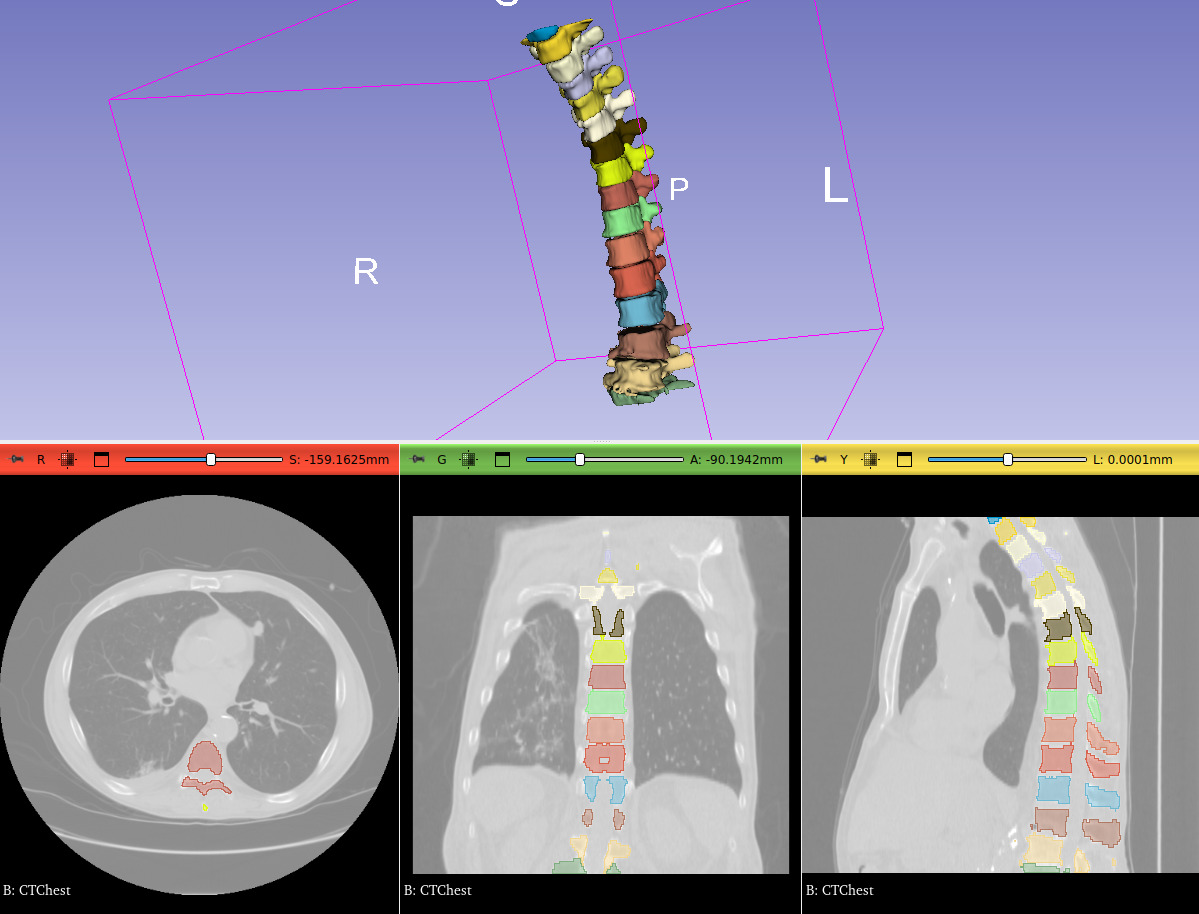 R
P
L
R
S: -159.1625mm
G
A: -90.1942mm
Y
L: 0.0001mm
B: CTChest
B: CTChest
B: CTChest